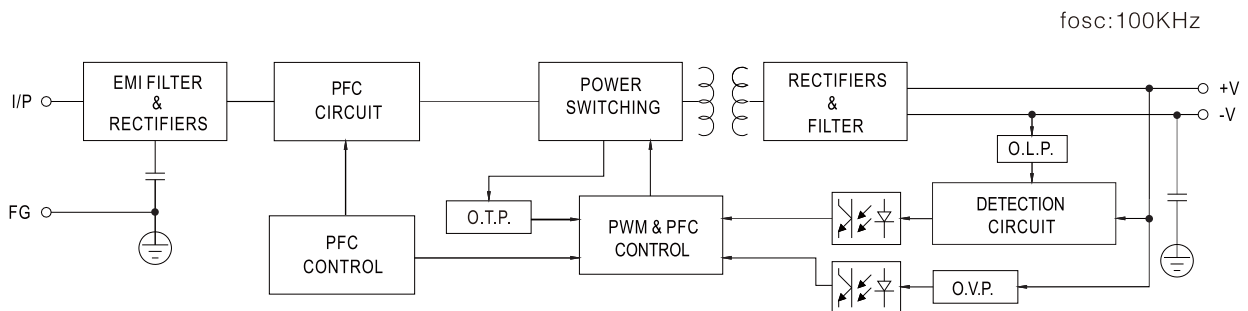 fosc:100KHz
I/P
EMI FILTER
&
RECTIFIERS
PFC
CIRCUIT
POWER
SWITCHING
RECTIFIERS
&
FILTER
+V
-V
O.L.P.
FG
O.T.P.
PFC
CONTROL
PWM & PFC
CONTROL
DETECTION
CIRCUIT
O.V.P.